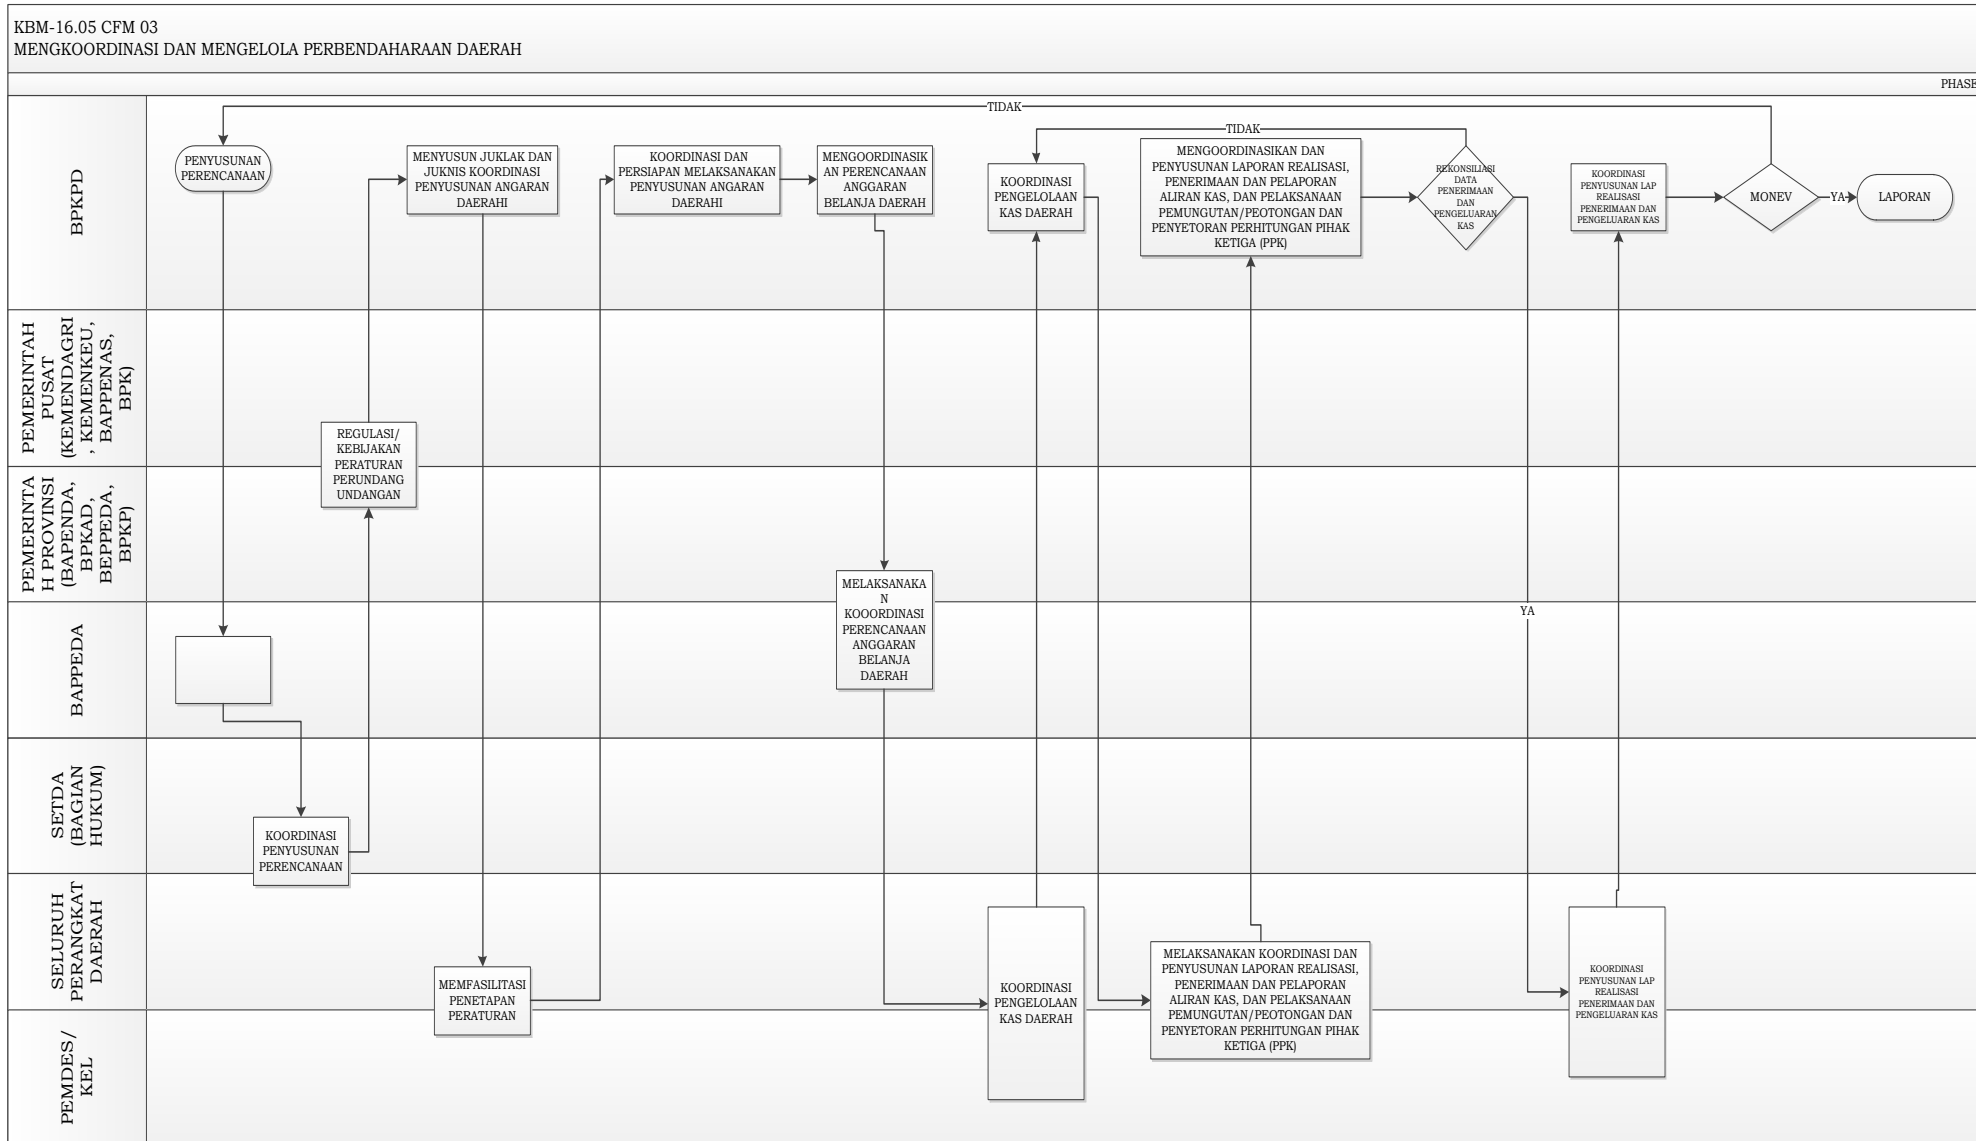 KBM-16.05 CFM 03
MENGKOORDINASI DAN MENGELOLA PERBENDAHARAAN DAERAH
PHASE
BPKPD
TIDAK
PENYUSUNAN
PERENCANAAN
MENYUSUN JUKLAK DAN
JUKNIS KOORDINASI
PENYUSUNAN ANGARAN
DAERAHI
KOORDINASI DAN
PERSIAPAN MELAKSANAKAN
PENYUSUNAN ANGARAN
DAERAHI
MENGOORDINASIK
AN PERENCANAAN
ANGGARAN
BELANJA DAERAH
TIDAK
KOORDINASI
PENGELOLAAN
KAS DAERAH
MENGOORDINASIKAN DAN
PENYUSUNAN LAPORAN REALISASI,
PENERIMAAN DAN PELAPORAN
ALIRAN KAS, DAN PELAKSANAAN
PEMUNGUTAN/PEOTONGAN DAN
PENYETORAN PERHITUNGAN PIHAK
KETIGA (PPK)
REKONSILIASI
DATA
PENERIMAAN
DAN
PENGELUARAN
KAS
KOORDINASI
PENYUSUNAN LAP
REALISASI
PENERIMAAN DAN
PENGELUARAN KAS
MONEV
YA
LAPORAN
PEMERINTAH
PUSAT
(KEMENDAGRI
, KEMENKEU,
BAPPENAS,
BPK)
REGULASI/
KEBIJAKAN
PERATURAN
PERUNDANG
UNDANGAN
PEMERINTA
H PROVINSI
(BAPENDA,
BPKAD,
BEPPEDA,
BPKP)
MELAKSANAKA
N
KOOORDINASI
PERENCANAAN
ANGGARAN
BELANJA
DAERAH
YA
BAPPEDA
SETDA
(BAGIAN
HUKUM)
KOORDINASI
PENYUSUNAN
PERENCANAAN
SELURUH
PERANGKAT
DAERAH
MEMFASILITASI
PENETAPAN
PERATURAN
KOORDINASI
PENGELOLAAN
KAS DAERAH
MELAKSANAKAN KOORDINASI DAN
PENYUSUNAN LAPORAN REALISASI,
PENERIMAAN DAN PELAPORAN
ALIRAN KAS, DAN PELAKSANAAN
PEMUNGUTAN/PEOTONGAN DAN
PENYETORAN PERHITUNGAN PIHAK
KETIGA (PPK)
KOORDINASI
PENYUSUNAN LAP
REALISASI
PENERIMAAN DAN
PENGELUARAN KAS
PEMDES/
KEL